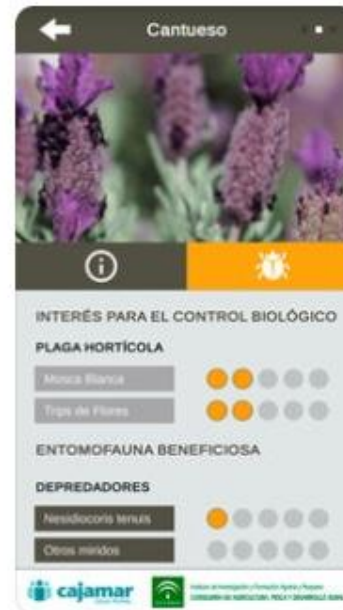 Cantueso
INTERÉS PARA EL CONTROL BIOLÓGICO
PLAGA HORTÍCOLA
Mosca Blanca
Trips de Flores
ENTOMOFAUNA BENEFICIOSA
DEPREDADORES
Nesidiocoris tenuis
Otros míridos
cajamar